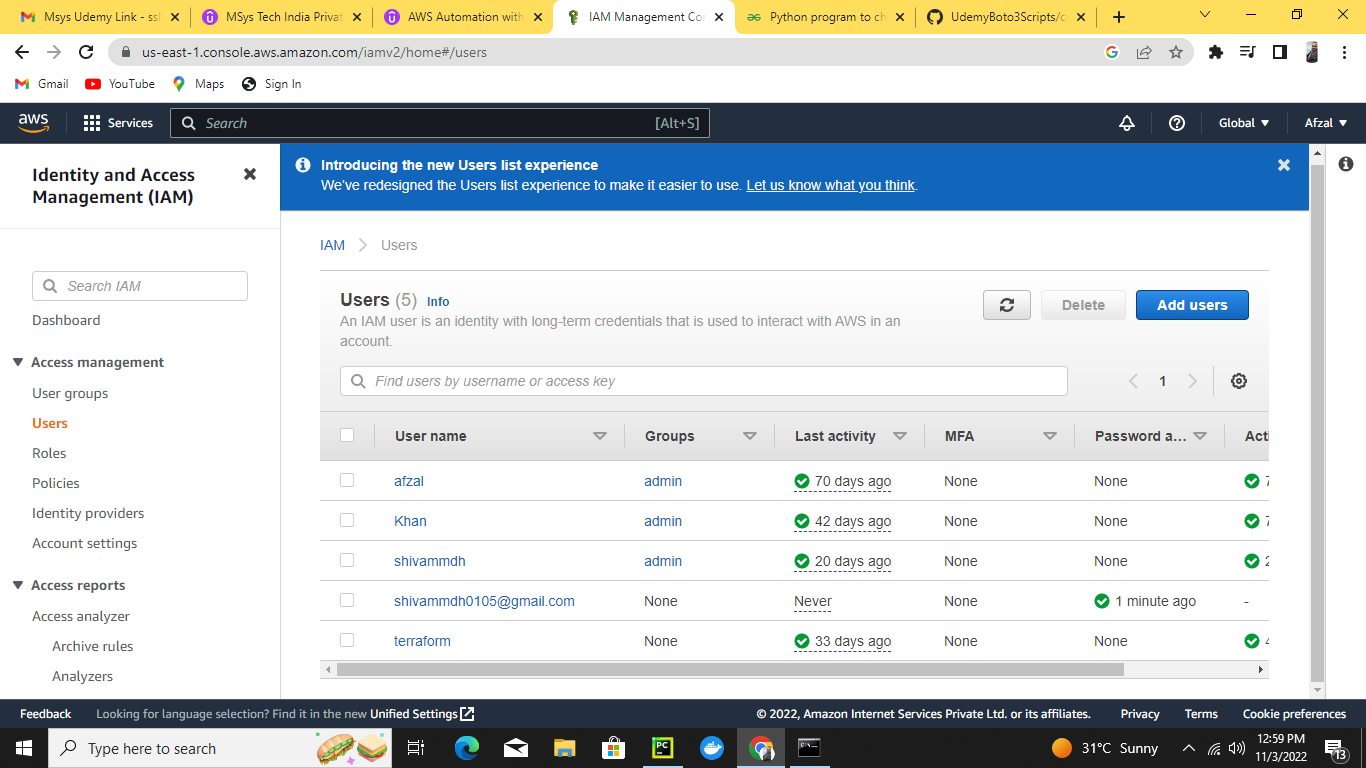 Msys Udemy Link - ssl
MSys Tech India Privat
AWS Automation with
IAM Management Con
Python program to ch
UdemyBoto3Scripts/c
us-east-1.console.aws.amazon.com/iamv2/home#/users
Gmail
YouTube
Maps
Sign In
aws
Services
Search
[Alt+S]
Global
Afzal
Identity and Access
Management (IAM)
Search IAM
Dashboard
Access management
User groups
Users
Roles
Policies
Identity providers
Account settings
Access reports
Access analyzer
Archive rules
Analyzers
Introducing the new Users list experience
We've redesigned the Users list experience to make it easier to use. Let us know what you think.
IAM > Users
Users (5) Info
An IAM user is an identity with long-term credentials that is used to interact with AWS in an
account.
Delete
Add users
Find users by username or access key
1
User name Groups Last activity MFA Password a... Acti
afzal admin 70 days ago None None 7
Khan admin 42 days ago None None 7
shivammdh admin 20 days ago None None 2
shivammdh0105@gmail.com None Never None 1 minute ago -
terraform None 33 days ago None None 4
Feedback Looking for language selection? Find it in the new Unified Settings
© 2022, Amazon Internet Services Private Ltd. or its affiliates. Privacy Terms Cookie preferences
Type here to search
PC
31°C Sunny
12:59 PM
11/3/2022
13